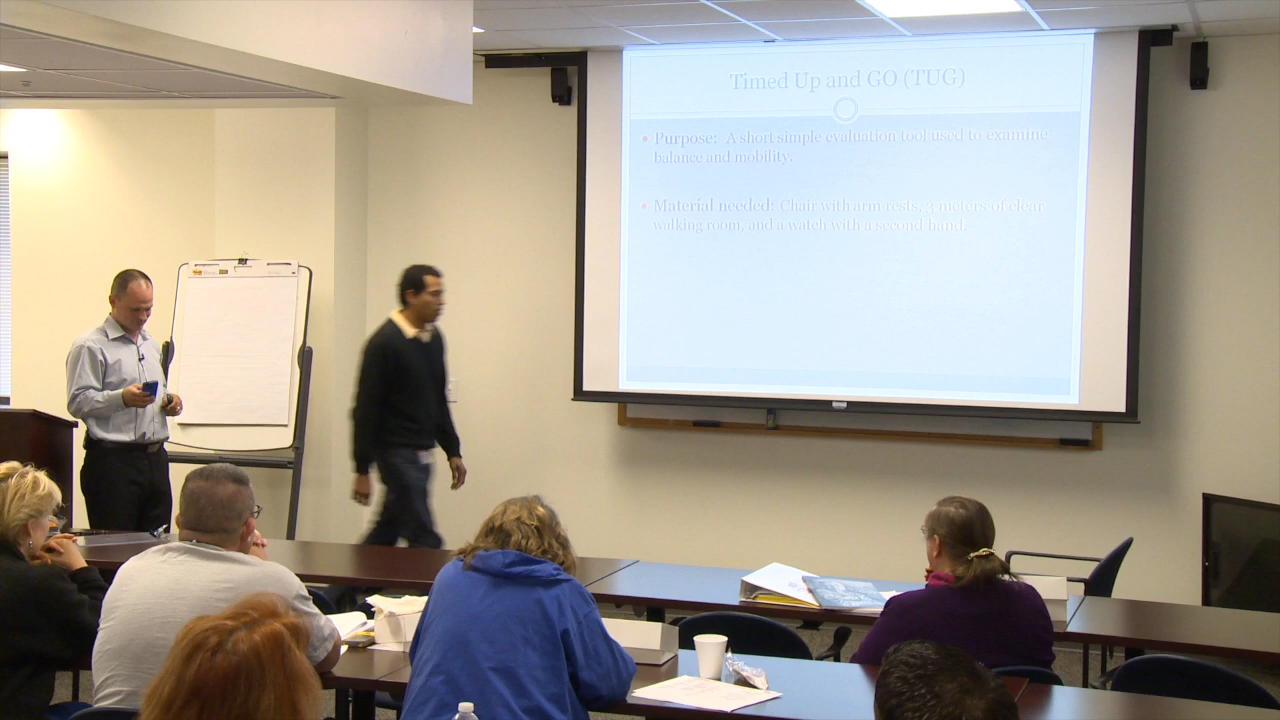 Timed Up and GO (TUG)
• Purpose: A short simple evaluation tool used to examine
balance and mobility.
• Material needed: Chair with arm rests, 3 meters of clear
walking room, and a watch with a second hand.